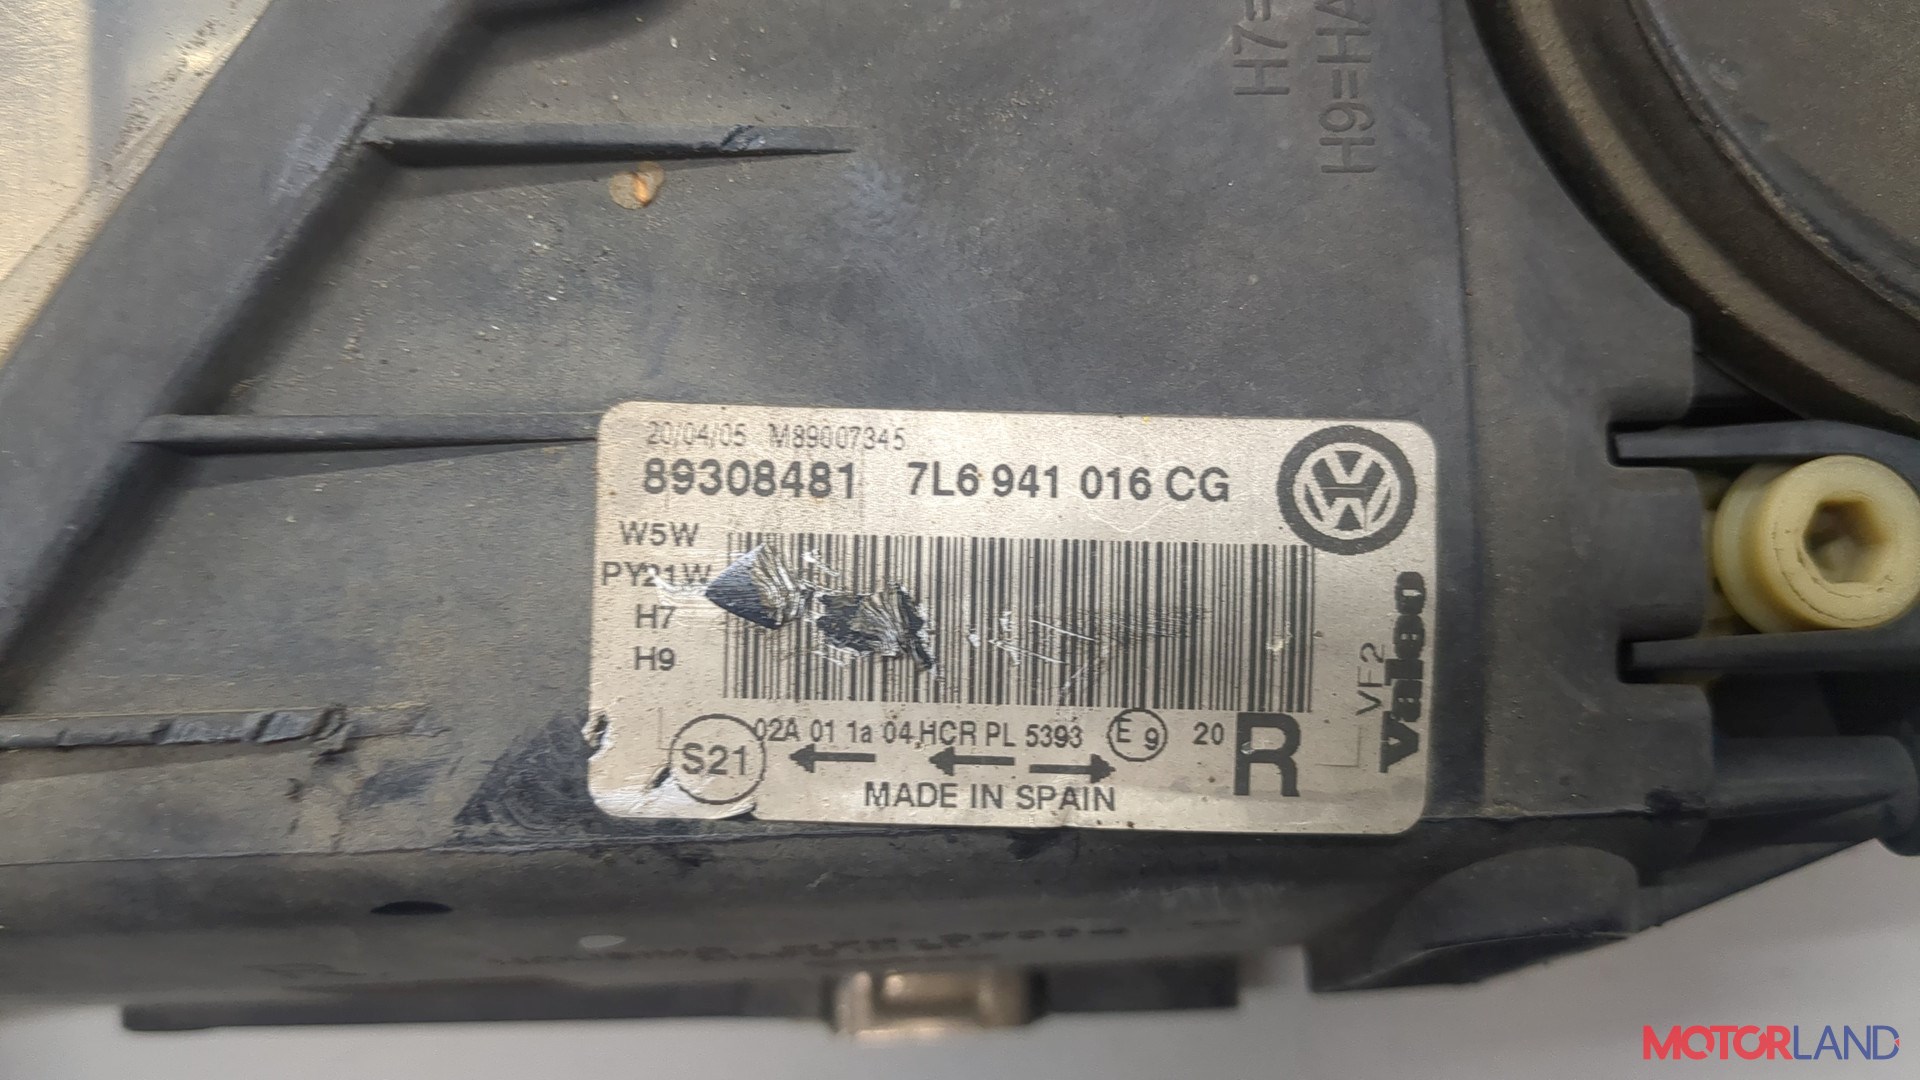 H7=
H9=HA
20/04/05 M89007345
89308481 7L6 941 016 CG
W5W
PY21W
H7
H9
VF2
Valeo
S21
02A 01 1a 04 HCR PL 5393 E9 20 R
MADE IN SPAIN
MOTORLAND